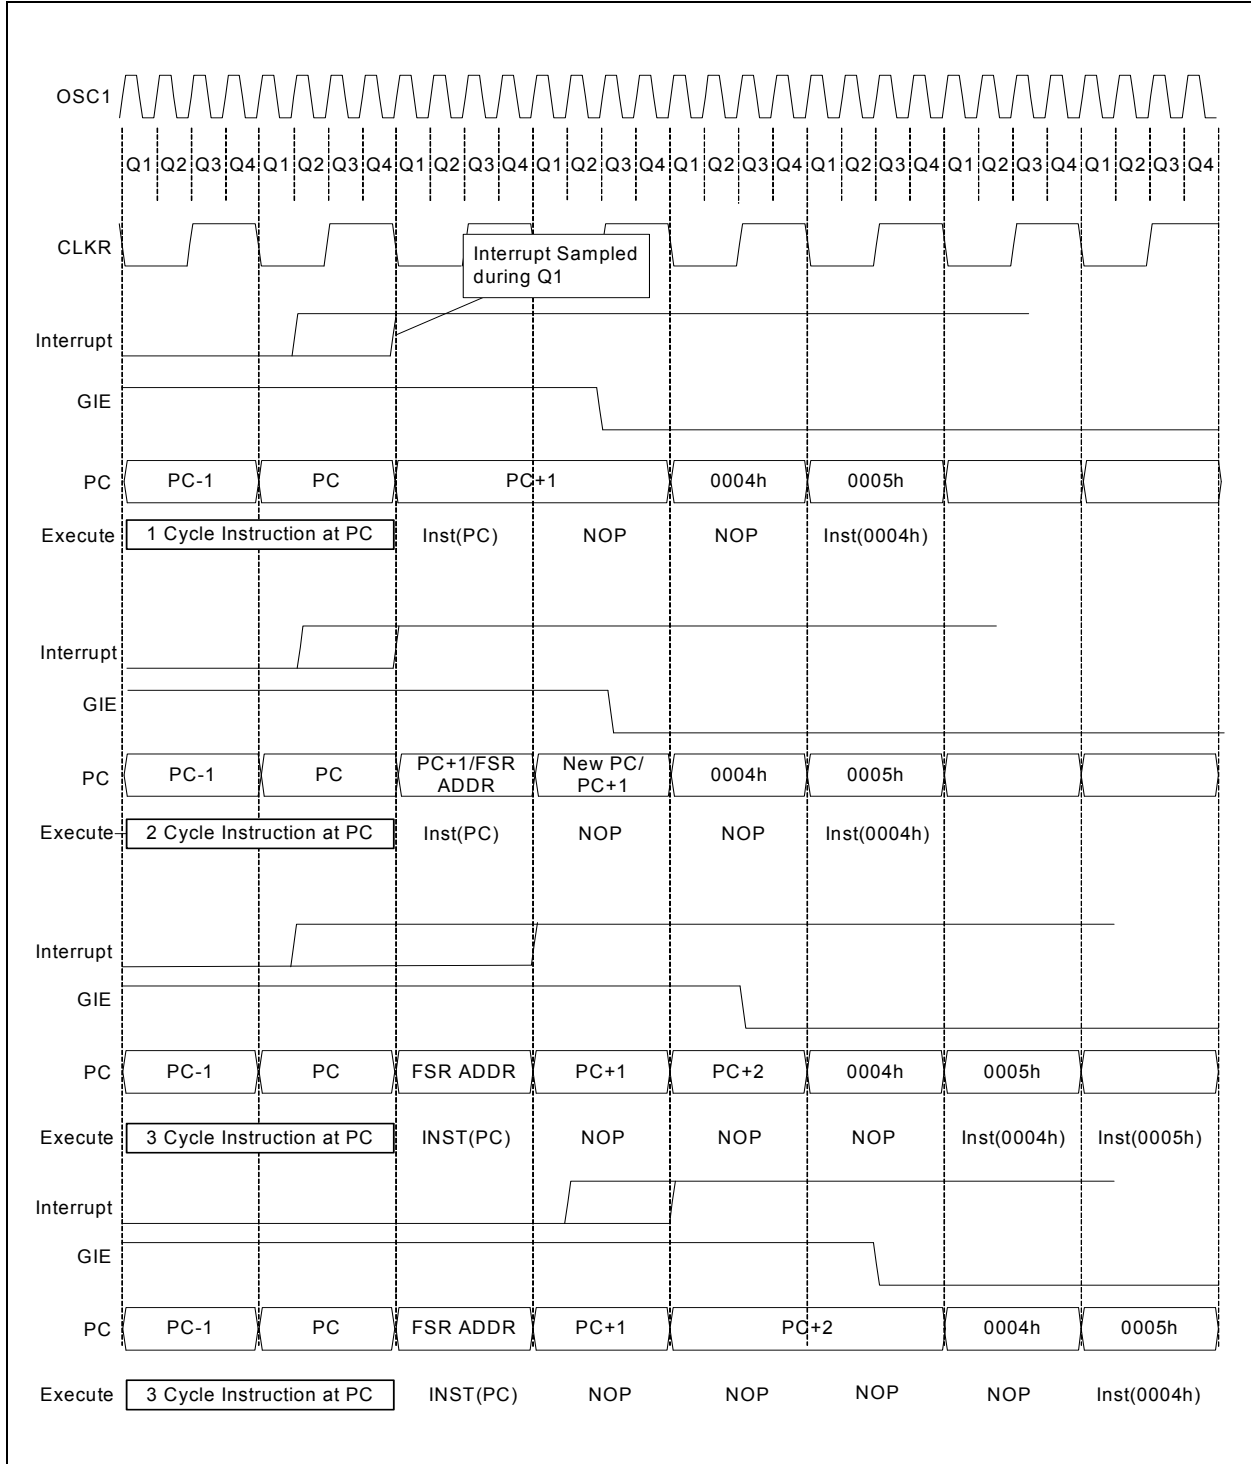 OSC1
Q1 Q2 Q3 Q4 Q1 Q2 Q3 Q4 Q1 Q2 Q3 Q4 Q1 Q2 Q3 Q4 Q1 Q2 Q3 Q4 Q1 Q2 Q3 Q4 Q1 Q2 Q3 Q4 Q1 Q2 Q3 Q4
CLKR
Interrupt Sampled
during Q1
Interrupt
GIE
PC PC-1 PC PC+1 0004h 0005h
Execute 1 Cycle Instruction at PC Inst(PC) NOP NOP Inst(0004h)
Interrupt
GIE
PC PC-1 PC PC+1/FSR ADDR New PC/ PC+1 0004h 0005h
Execute 2 Cycle Instruction at PC Inst(PC) NOP NOP Inst(0004h)
Interrupt
GIE
PC PC-1 PC FSR ADDR PC+1 PC+2 0004h 0005h
Execute 3 Cycle Instruction at PC INST(PC) NOP NOP NOP Inst(0004h) Inst(0005h)
Interrupt
GIE
PC PC-1 PC FSR ADDR PC+1 PC+2 0004h 0005h
Execute 3 Cycle Instruction at PC INST(PC) NOP NOP NOP NOP Inst(0004h)